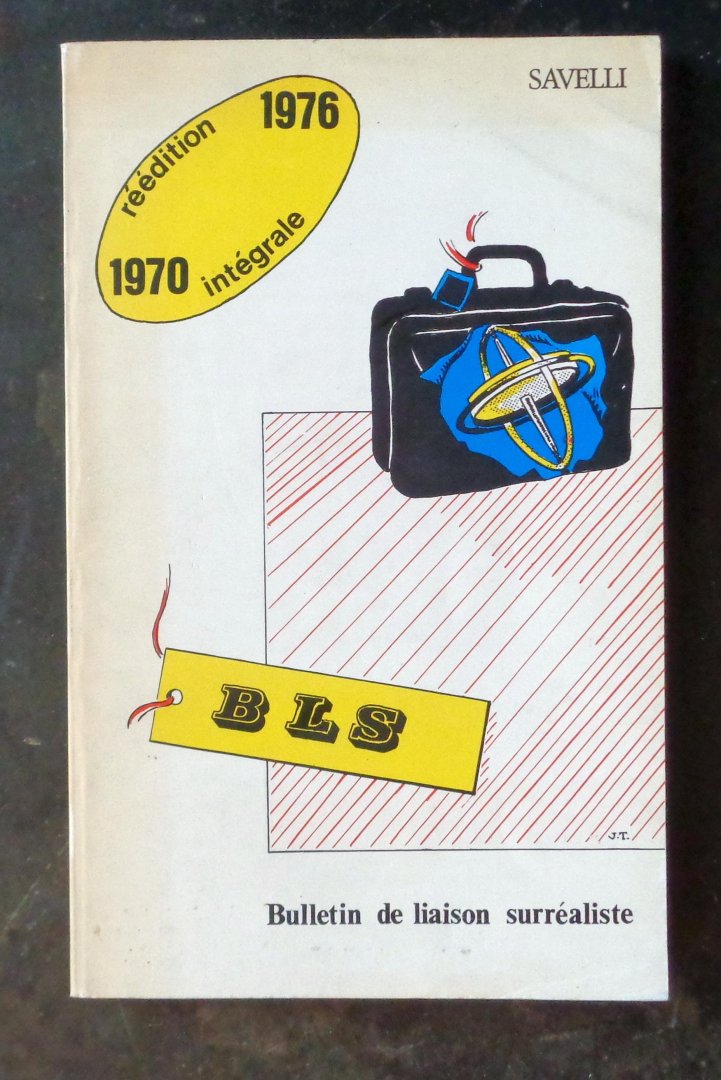 SAVELLI
réédition 1976
1970 intégrale
BLS
J.T.
Bulletin de liaison surréaliste